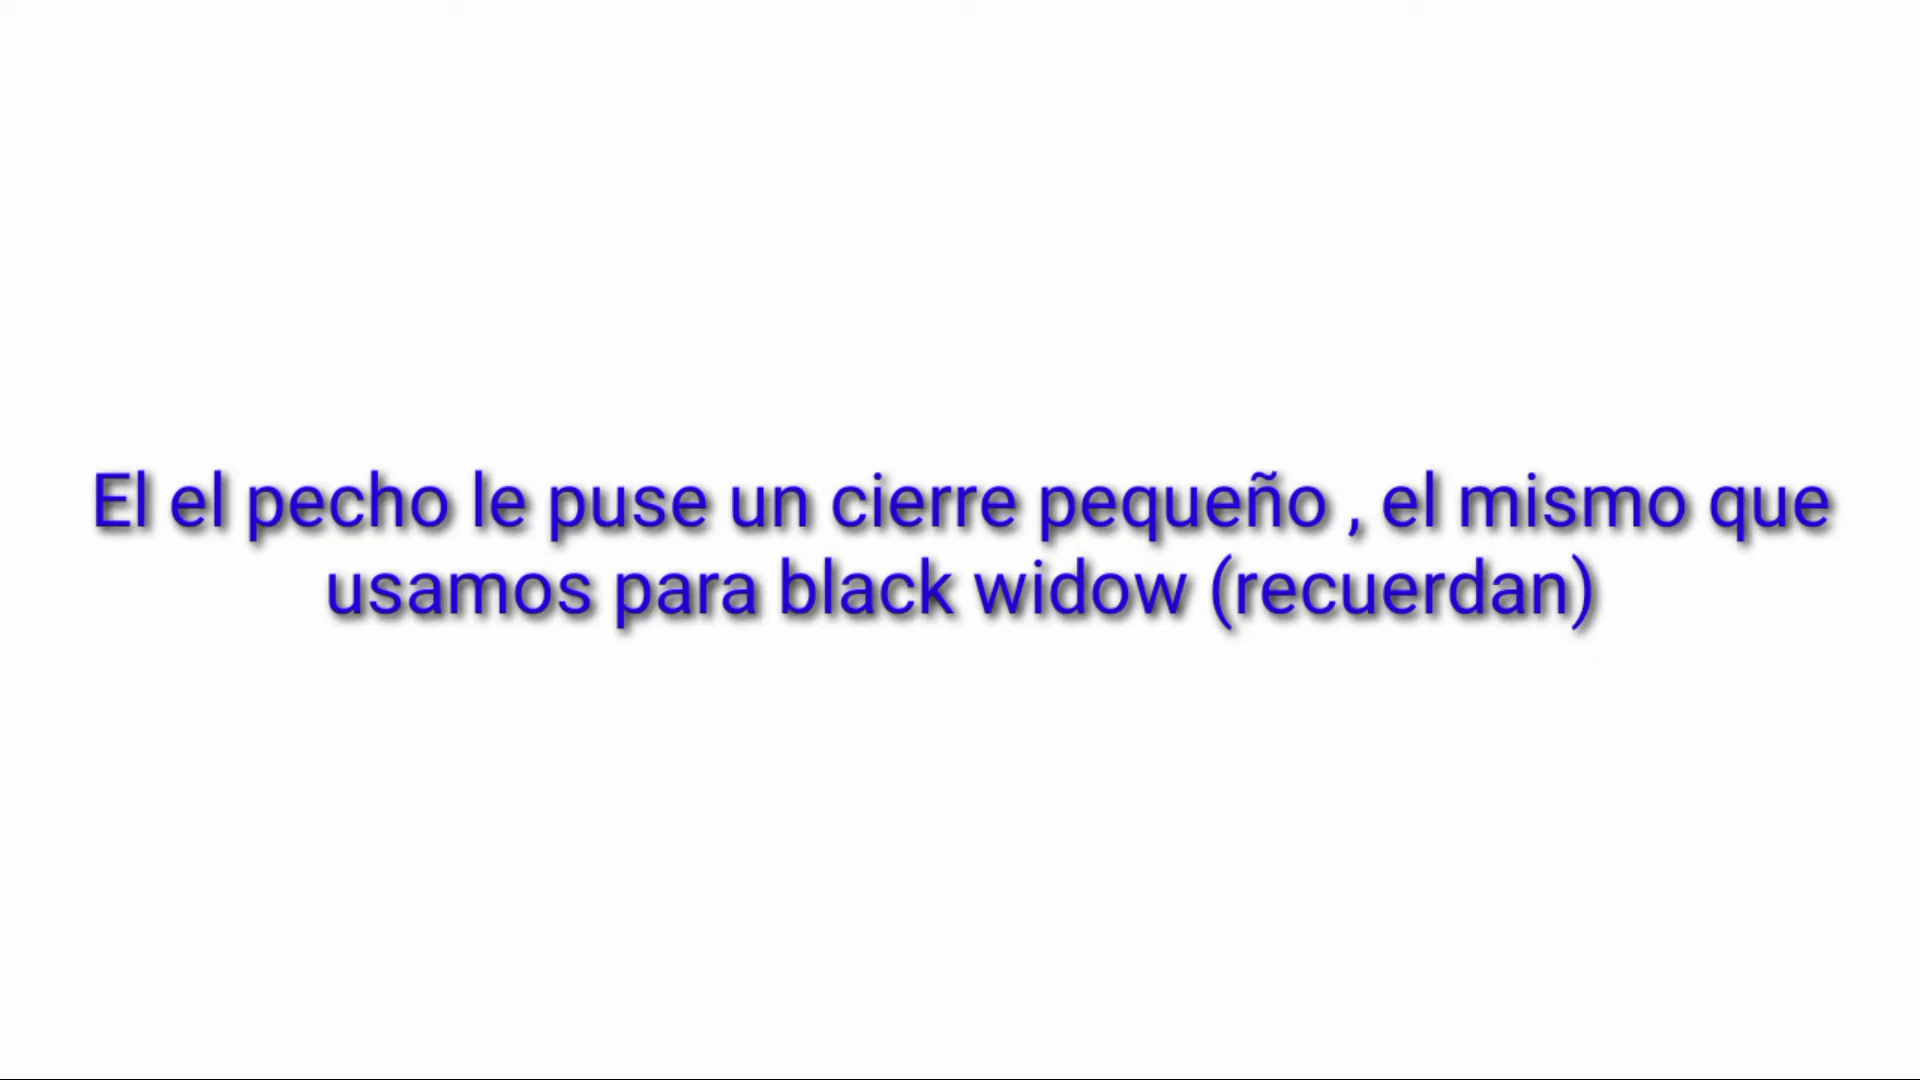 El el pecho le puse un cierre pequeño , el mismo que
usamos para black widow (recuerdan)